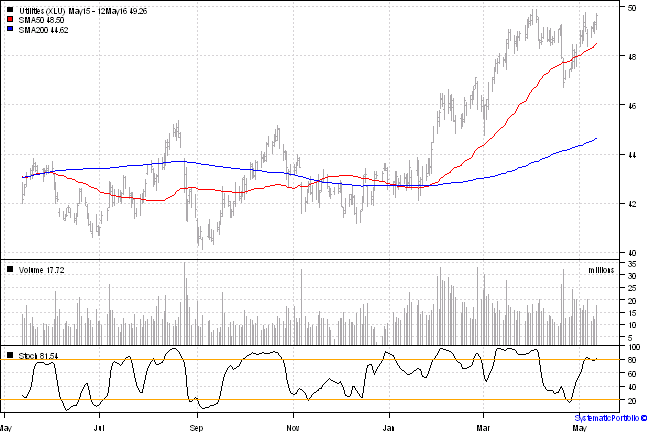 Utilities (XLU) May15 - 12May16 49.26
SMA50 48.50
SMA200 44.62
50
48
46
44
42
40
Volume 17.72
millions
35
30
25
20
15
10
5
Stoch 81.54
100
80
60
40
20
May
Jul
Sep
Nov
Jan
Mar
May
SystematicPortfolio ©